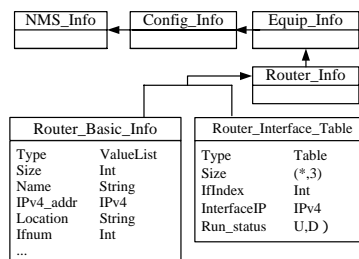 NMS_Info
Config_Info
Equip_Info
Router_Info
Router_Basic_Info
Type ValueList
Size Int
Name String
IPv4_addr IPv4
Location String
Ifnum Int
...
Router_Interface_Table
Type Table
Size (*,3)
IfIndex Int
InterfaceIP IPv4
Run_status U,D )